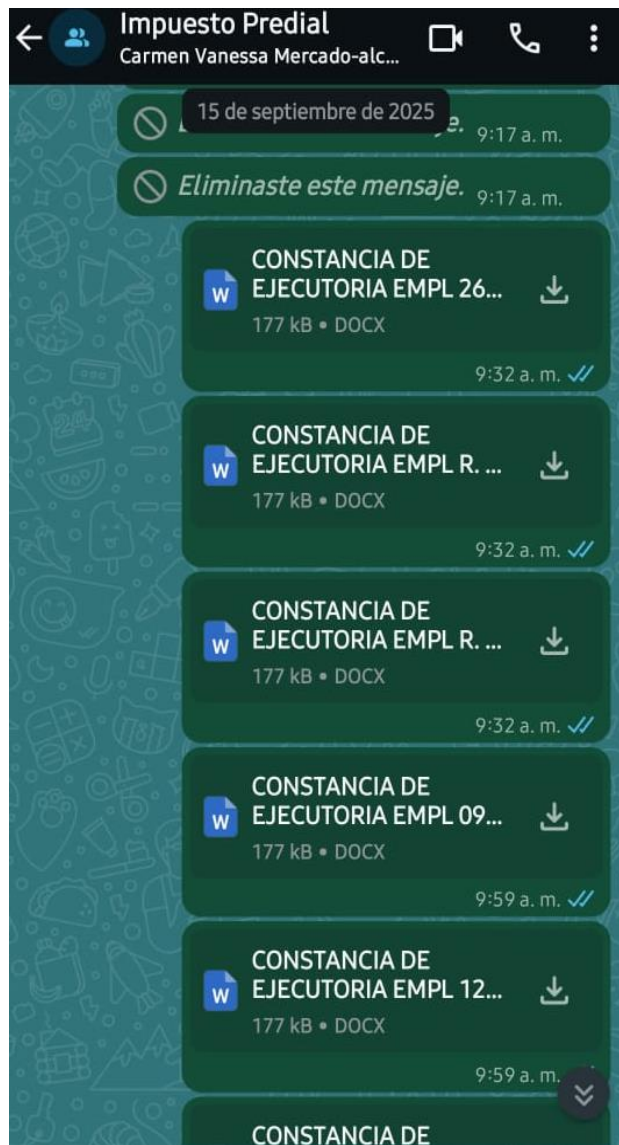 Impuesto Predial
Carmen Vanessa Mercado-alc...
15 de septiembre de 2025
9:17 a. m.
Eliminaste este mensaje. 9:17 a. m.
CONSTANCIA DE
EJECUTORIA EMPL 26...
177 kB • DOCX
9:32 a. m.
CONSTANCIA DE
EJECUTORIA EMPL R. ...
177 kB • DOCX
9:32 a. m.
CONSTANCIA DE
EJECUTORIA EMPL R. ...
177 kB • DOCX
9:32 a. m.
CONSTANCIA DE
EJECUTORIA EMPL 09...
177 kB • DOCX
9:59 a. m.
CONSTANCIA DE
EJECUTORIA EMPL 12...
177 kB • DOCX
9:59 a. m.
CONSTANCIA DE